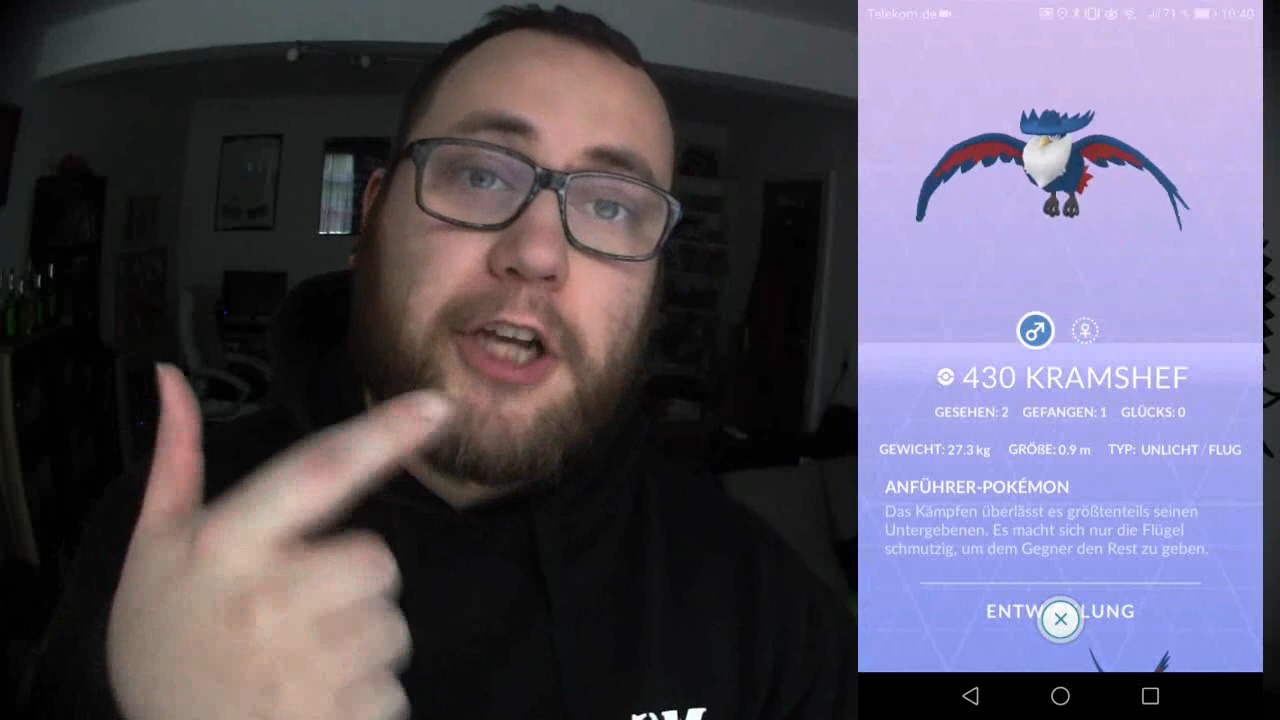 Telekom.de 71 % 10:40
430 KRAMSHEF
GESEHEN: 2 GEFANGEN: 1 GLÜCKS: 0
GEWICHT: 27.3 kg GRÖßE: 0.9 m TYP: UNLICHT / FLUG
ANFÜHRER-POKÉMON
Das Kämpfen überlässt es größtenteils seinen
Untergebenen. Es macht sich nur die Flügel
schmutzig, um dem Gegner den Rest zu geben.